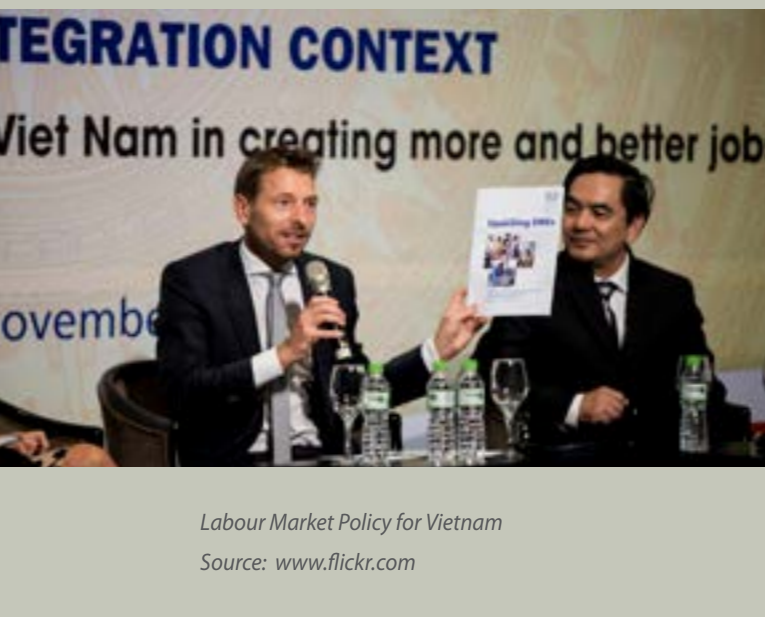 TEGRATION CONTEXT
Viet Nam in creating more and better job
ovembe
SMEs
Labour Market Policy for Vietnam
Source: www.flickr.com